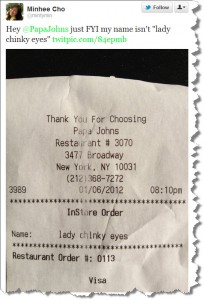 Minhee Cho
@minhymin
Follow
Hey @PapaJohns just FYI my name isn't "lady
chinky eyes" twitpic.com/84epmb
Thank You For Choosing
Papa Johns
Restaurant # 3070
3477 Broadway
New York, NY 10031
(212)368-7272
3989 01/06/2012 08:10pm
InStore Order
Name: lady chinky eyes
Restaurant Order #: 0113
Visa